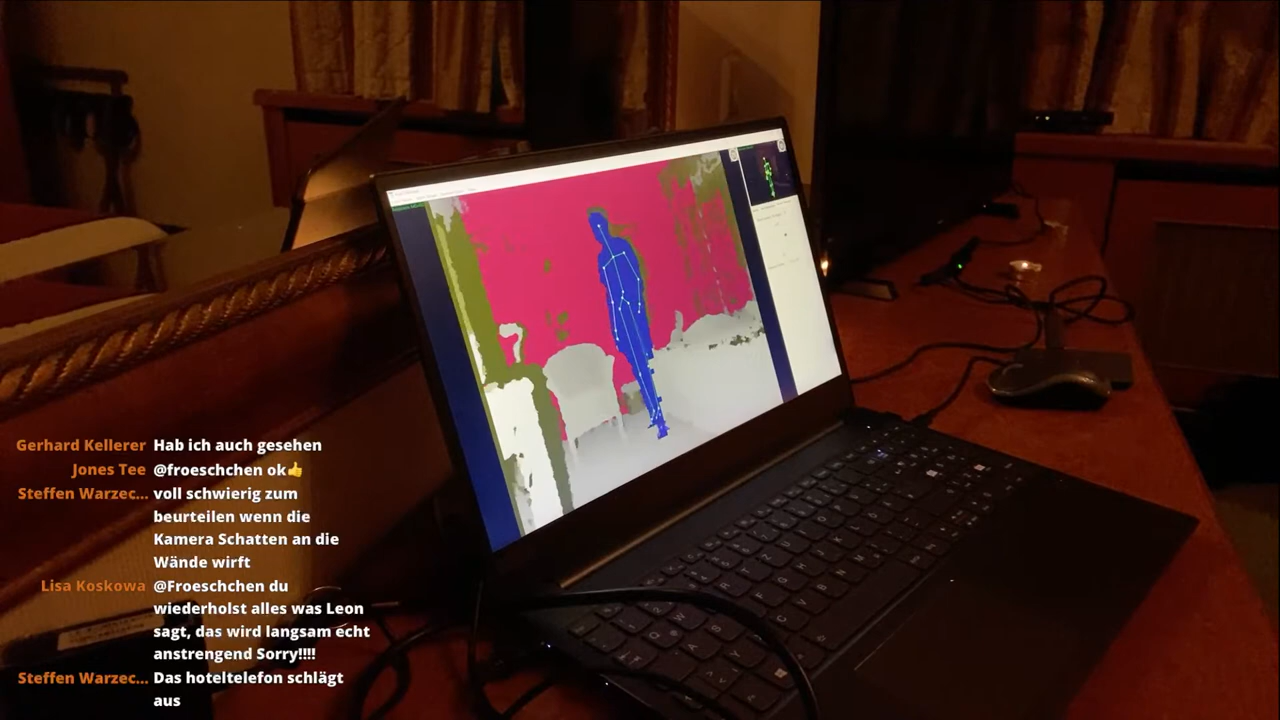 Gerhard Kellerer Hab ich auch gesehen
Jones Tee @froeschchen ok👍
Steffen Warzec... voll schwierig zum
beurteilen wenn die
Kamera Schatten an die
Wände wirft
Lisa Koskowa @Froeschchen du
wiederholst alles was Leon
sagt, das wird langsam echt
anstrengend Sorry!!!!
Steffen Warzec... Das hoteltelefon schlägt
aus